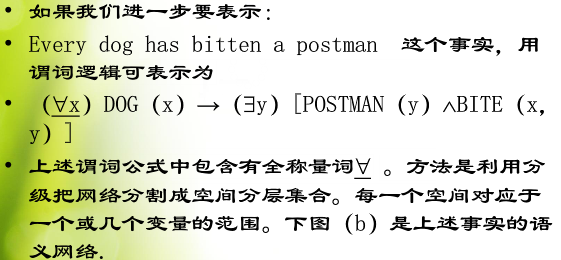 • 如果我们进一步要表示：
• Every dog has bitten a postman 这个事实，用
谓词逻辑可表示为
• （∀x）DOG（x）→（∃y）[POSTMAN（y）∧BITE（x，
y）]
• 上述谓词公式中包含有全称量词∀ 。方法是利用分
级把网络分割成空间分层集合。每一个空间对应于
一个或几个变量的范围。下图（b）是上述事实的语
义网络．